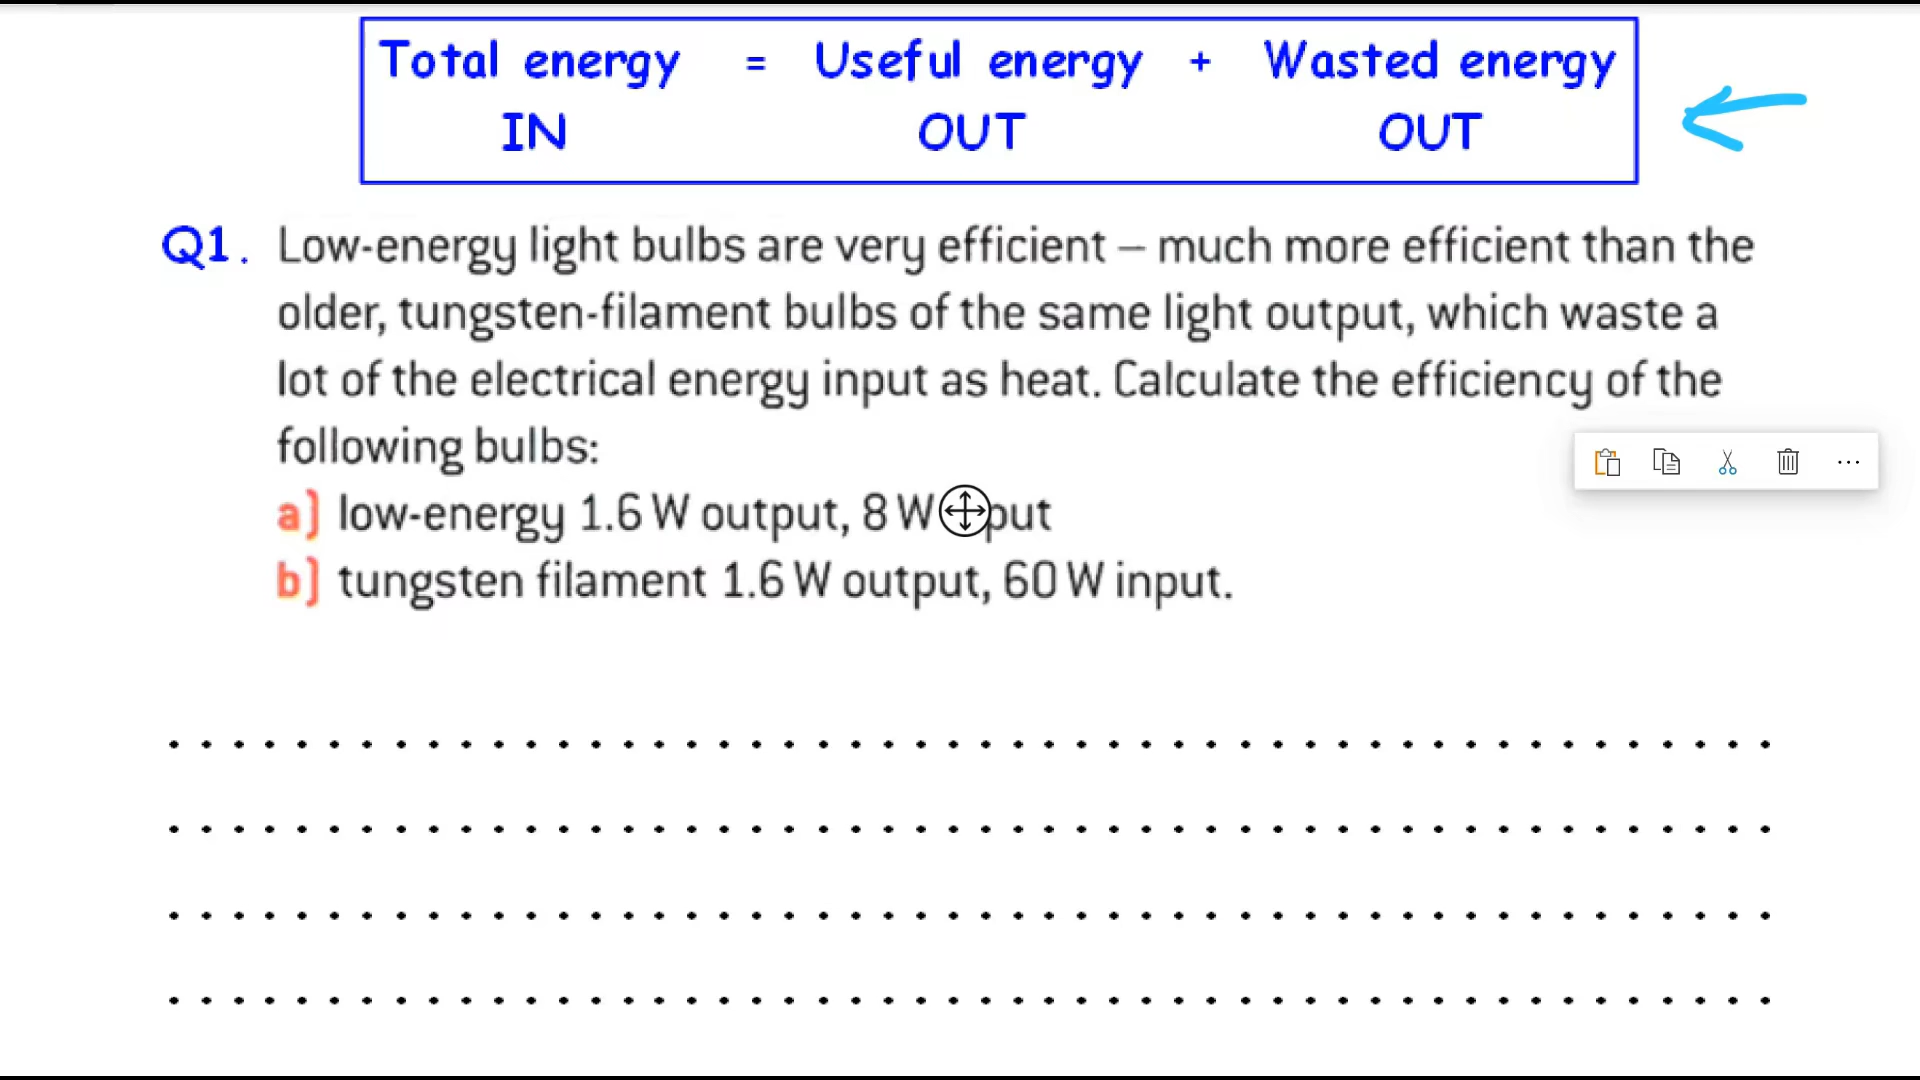 Total energy = Useful energy + Wasted energy
IN OUT OUT
Q1. Low-energy light bulbs are very efficient – much more efficient than the
older, tungsten-filament bulbs of the same light output, which waste a
lot of the electrical energy input as heat. Calculate the efficiency of the
following bulbs:
a) low-energy 1.6 W output, 8 W put
b) tungsten filament 1.6 W output, 60 W input.